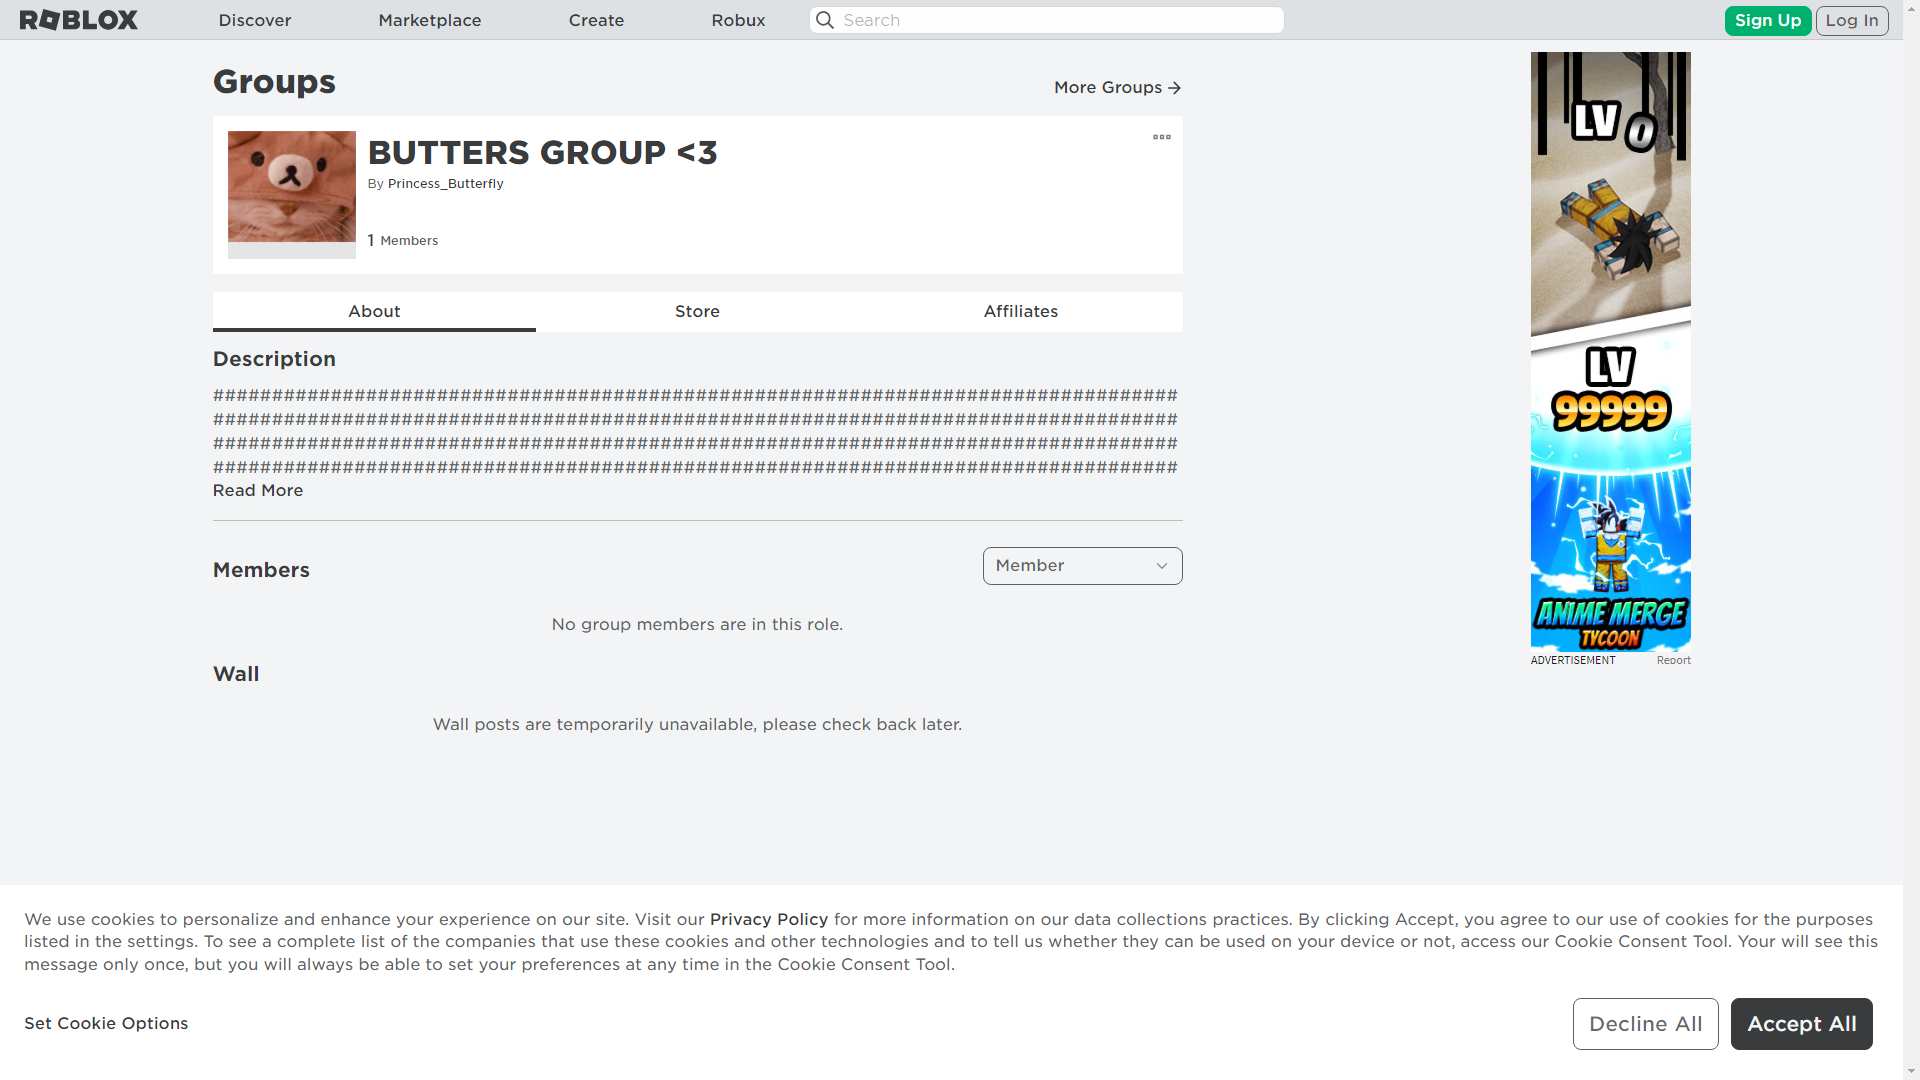 ROBLOX
Discover
Marketplace
Create
Robux
Search
Sign Up
Log In
Groups
More Groups
BUTTERS GROUP <3
By Princess_Butterfly
1 Members
About
Store
Affiliates
Description
##################################################################################
##################################################################################
##################################################################################
##################################################################################
Read More
Members
Member
No group members are in this role.
Wall
Wall posts are temporarily unavailable, please check back later.
LV 0
LV
99999
ANIME MERGE
TYCOON
ADVERTISEMENT
Report
We use cookies to personalize and enhance your experience on our site. Visit our Privacy Policy for more information on our data collections practices. By clicking Accept, you agree to our use of cookies for the purposes
listed in the settings. To see a complete list of the companies that use these cookies and other technologies and to tell us whether they can be used on your device or not, access our Cookie Consent Tool. Your will see this
message only once, but you will always be able to set your preferences at any time in the Cookie Consent Tool.
Set Cookie Options
Decline All
Accept All